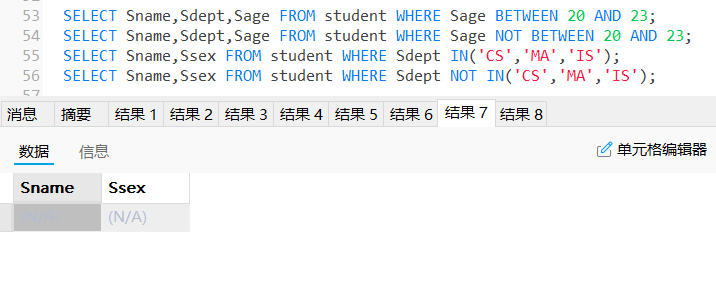 53 SELECT Sname,Sdept,Sage FROM student WHERE Sage BETWEEN 20 AND 23;
54 SELECT Sname,Sdept,Sage FROM student WHERE Sage NOT BETWEEN 20 AND 23;
55 SELECT Sname,Ssex FROM student WHERE Sdept IN('CS','MA','IS');
56 SELECT Sname,Ssex FROM student WHERE Sdept NOT IN('CS','MA','IS');
消息 摘要 结果 1 结果 2 结果 3 结果 4 结果 5 结果 6 结果 7 结果 8
数据 信息 单元格编辑器
Sname Ssex
(N/A) (N/A)